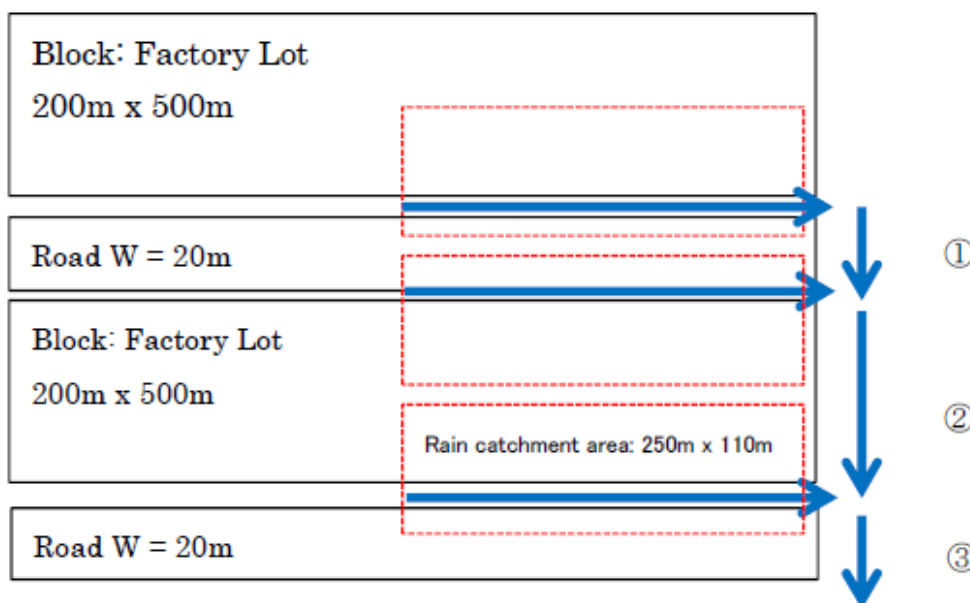 Block: Factory Lot
200m x 500m
Road W = 20m
①
Block: Factory Lot
200m x 500m
Rain catchment area: 250m x 110m
②
Road W = 20m
③